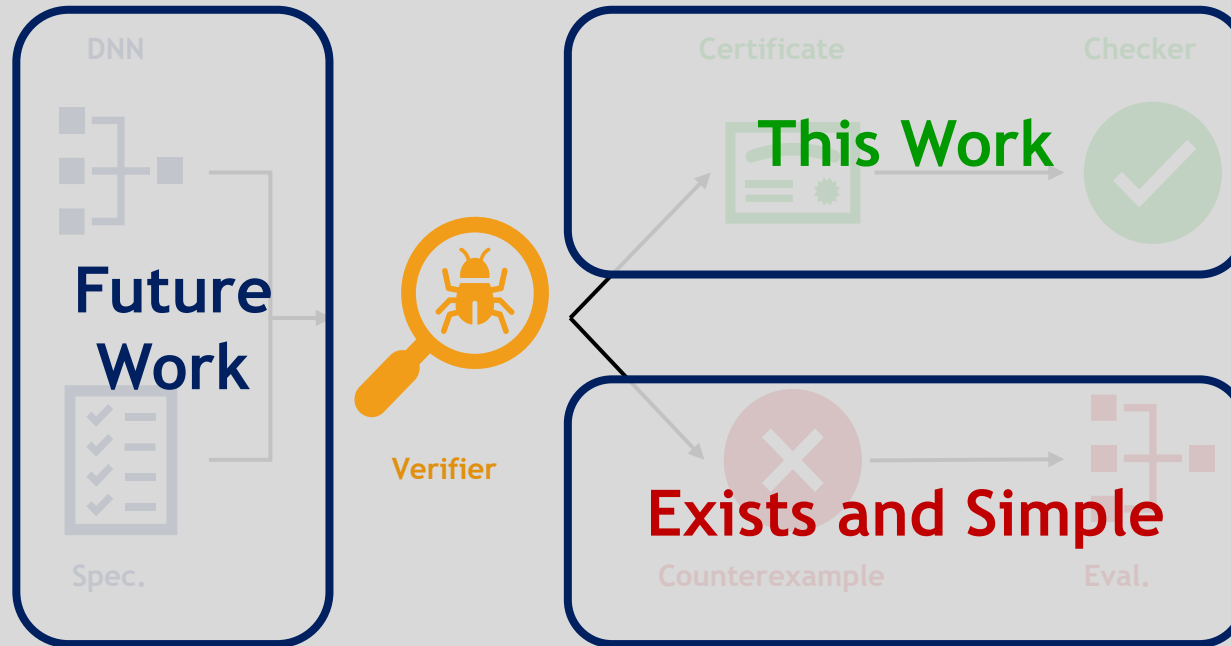 DNN
Future
Work
Spec.
Verifier
Certificate
Checker
This Work
Exists and Simple
Counterexample
Eval.